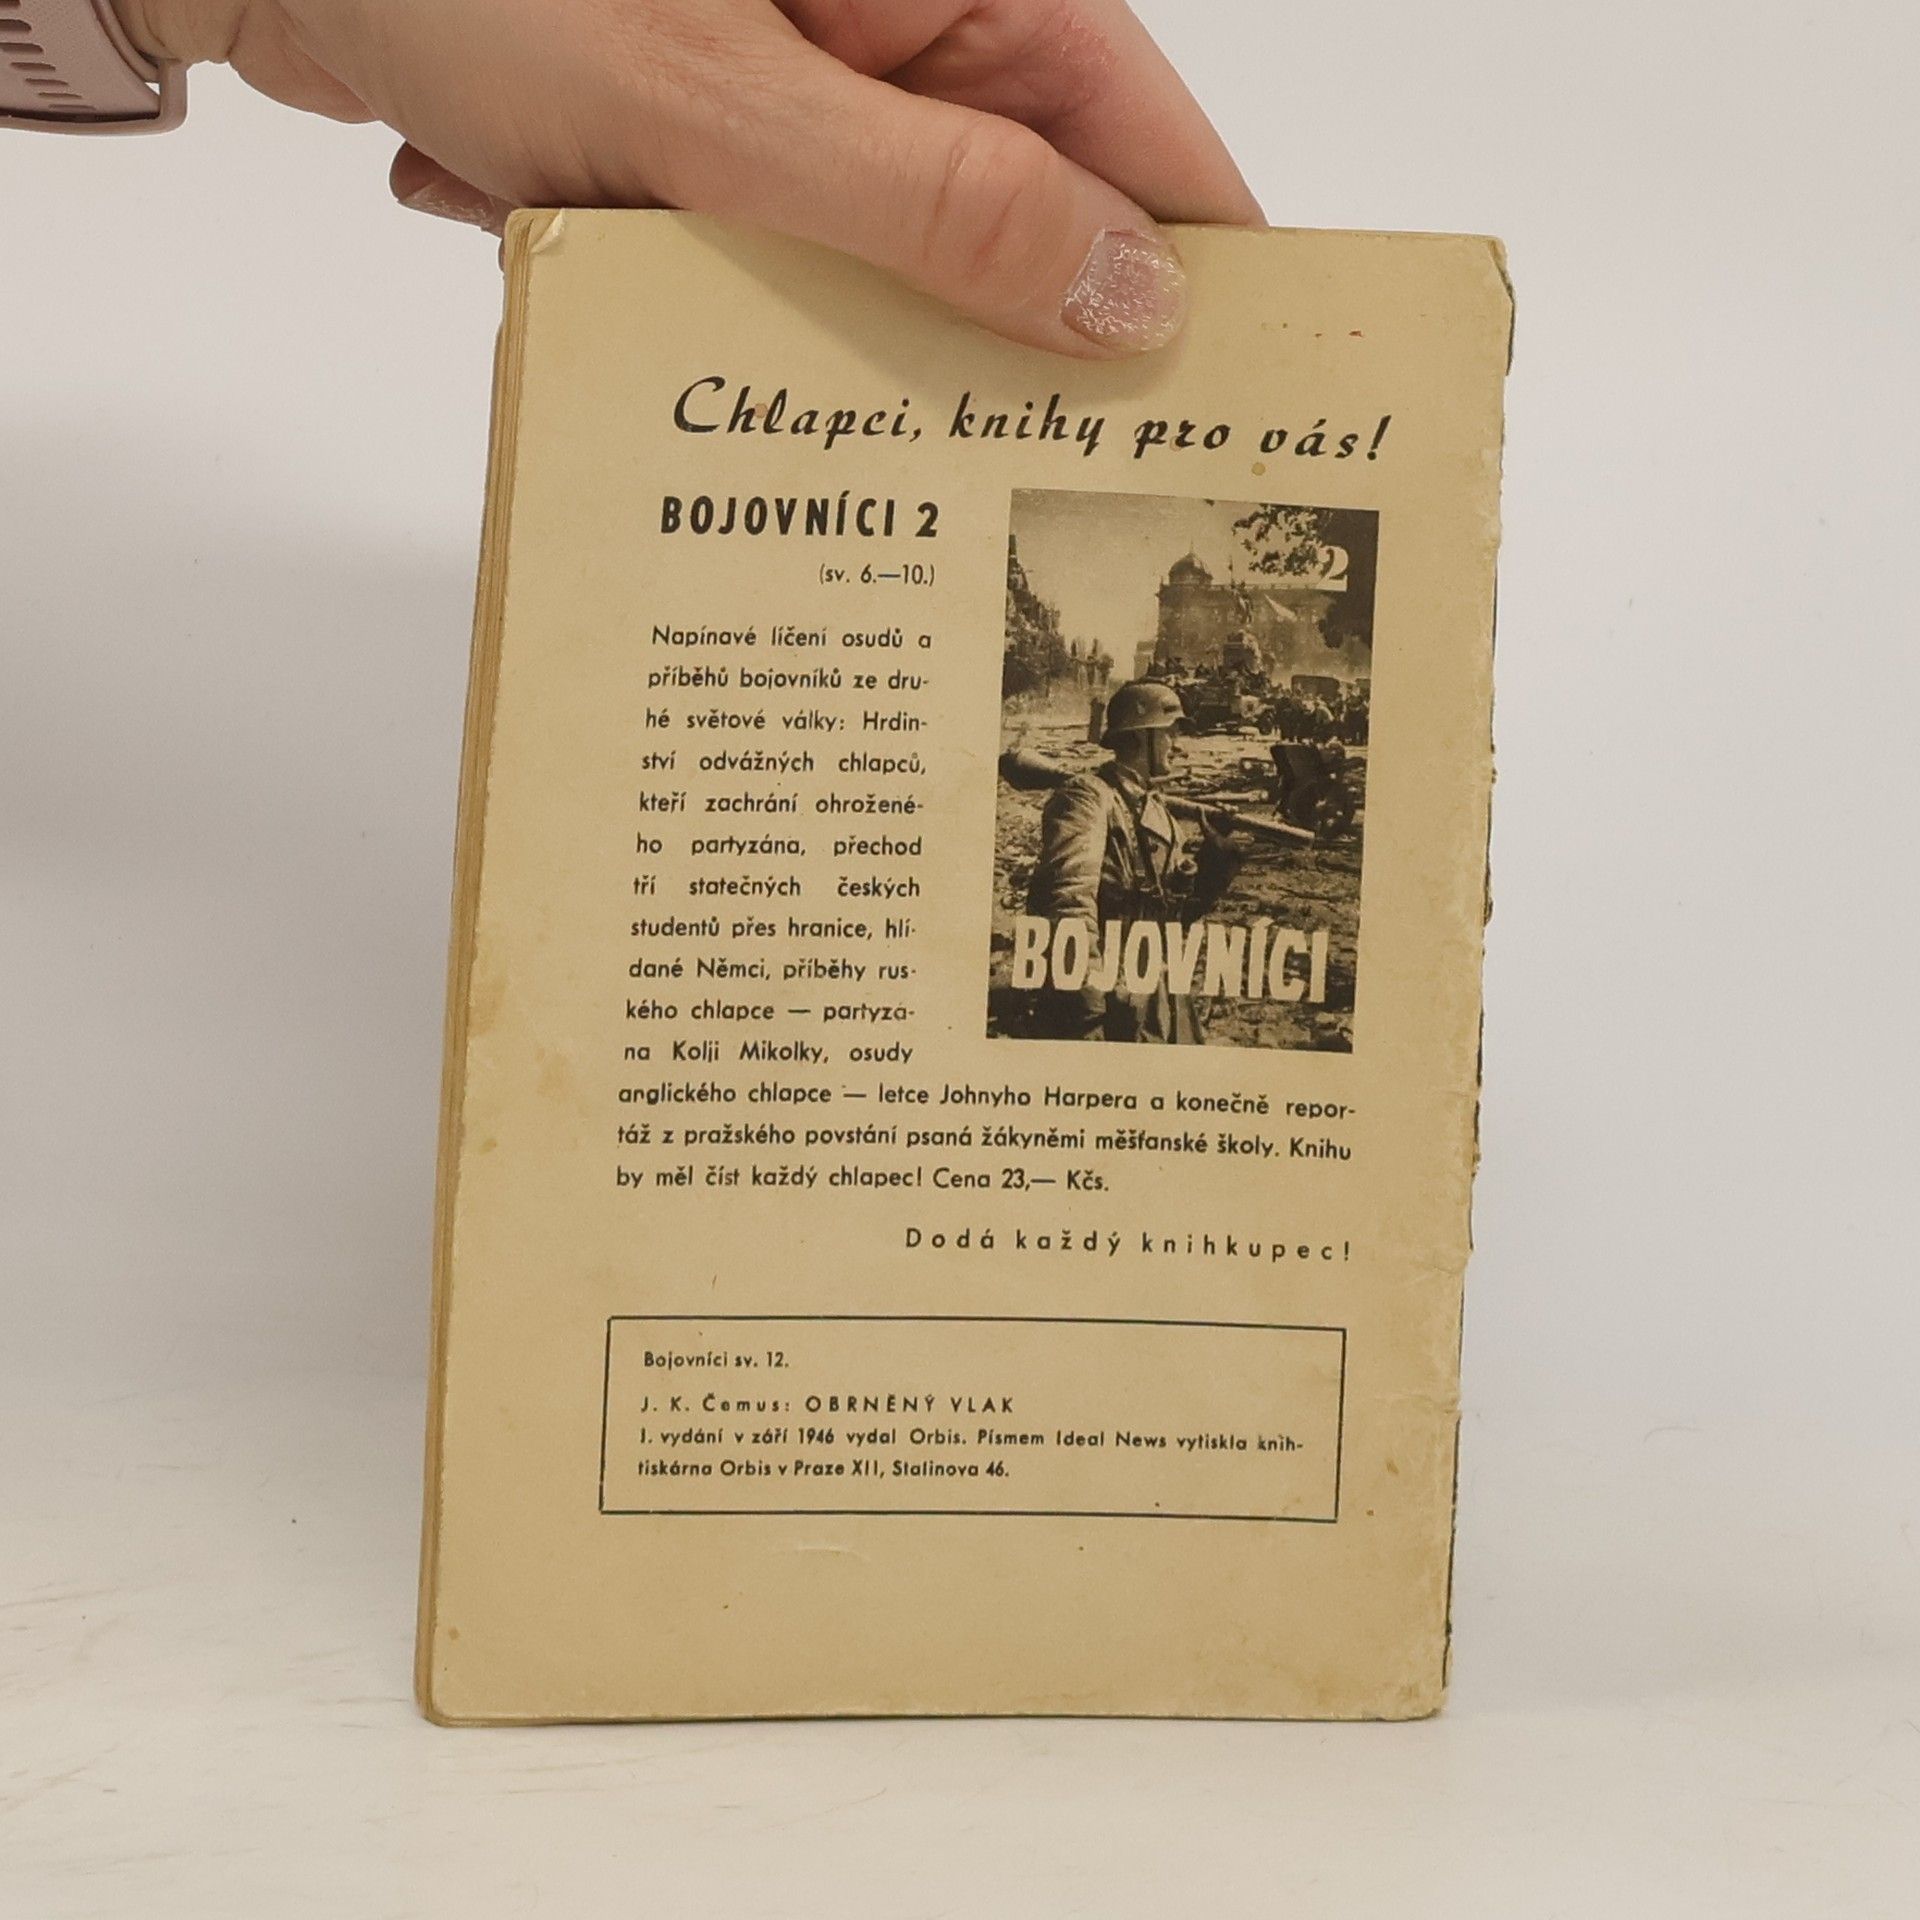 Chlapci, knihy pro vás!
BOJOVNÍCI 2
(sv. 6.—10.)
Napínavé líčení osudů a
příběhů bojovníků ze dru-
hé světové války: Hrdin-
ství odvážných chlapců,
kteří zachrání ohrožené-
ho partyzána, přechod
tří statečných českých
studentů přes hranice, hlí-
dané Němci, příběhy rus-
kého chlapce — partyzá-
na Kolji Mikolky, osudy
anglického chlapce — letce Johnyho Harpera a konečně repor-
táž z pražského povstání psaná žákyněmi měšťanské školy. Knihu
by měl číst každý chlapec! Cena 23,— Kčs.
Dodá každý knihkupec!
2
BOJOVNÍCI
Bojovníci sv. 12.
J. K. Čemus: OBRNĚNÝ VLAK
I. vydání v září 1946 vydal Orbis. Písmem Ideal News vytiskla knih-
tiskárna Orbis v Praze XII, Stalinova 46.